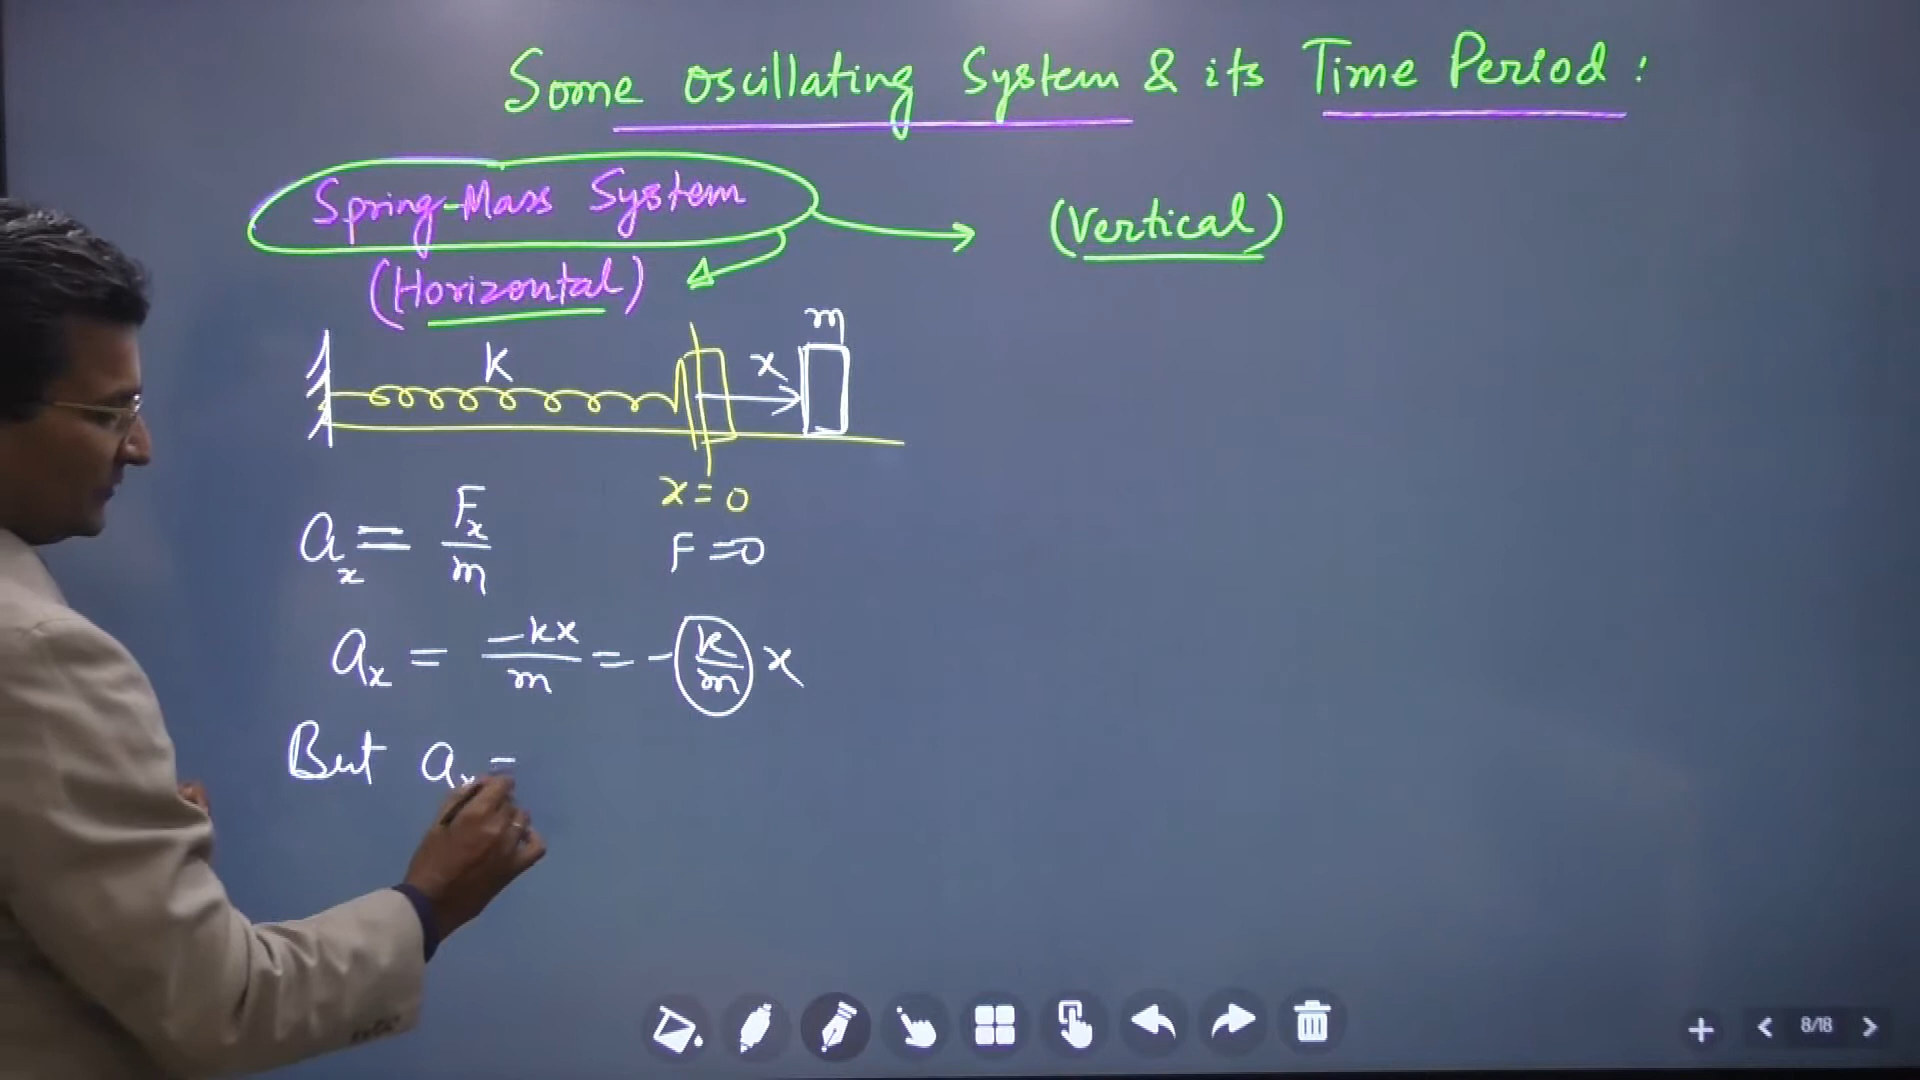 Some oscillating System & its Time Period :
Spring-Mass System
(Horizontal)
(Vertical)
K
x
m
x = 0
F = 0
a_x = F_x / m
a_x = -kx / m = - k / m x
But a_x =
8/18